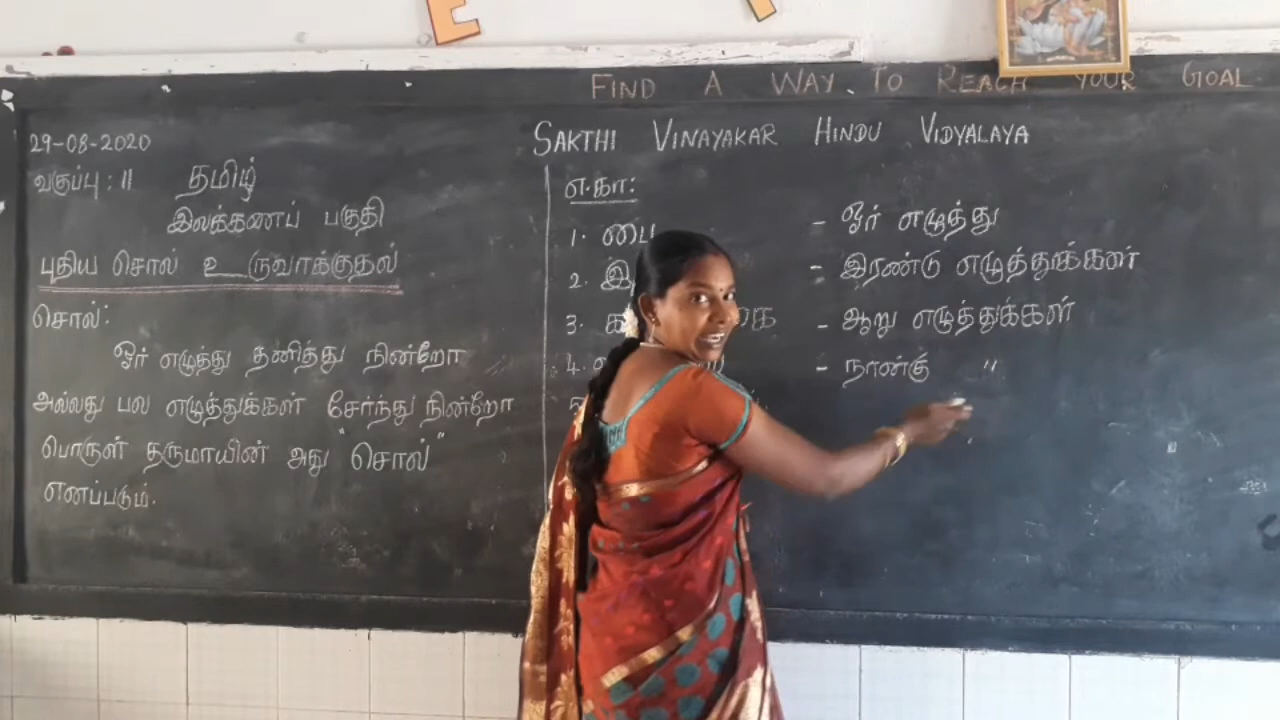 FIND A WAY TO REACH YOUR GOAL
SAKTHI VINAYAKAR HINDU VIDYALAYA
29-08-2020
வகுப்பு : 11 தமிழ்
இலக்கணப் பகுதி
புதிய சொல் உருவாக்குதல்
சொல்:
ஓர் எழுத்து தனித்து நின்றோ
அல்லது பல எழுத்துக்கள் சேர்ந்து நின்றோ
பொருள் தருமாயின் அது "சொல்"
எனப்படும்.
எ.கா:
1. பை - ஓர் எழுத்து
2. - இரண்டு எழுத்துக்கள்
3. - ஆறு எழுத்துக்கள்
4. - நான்கு "